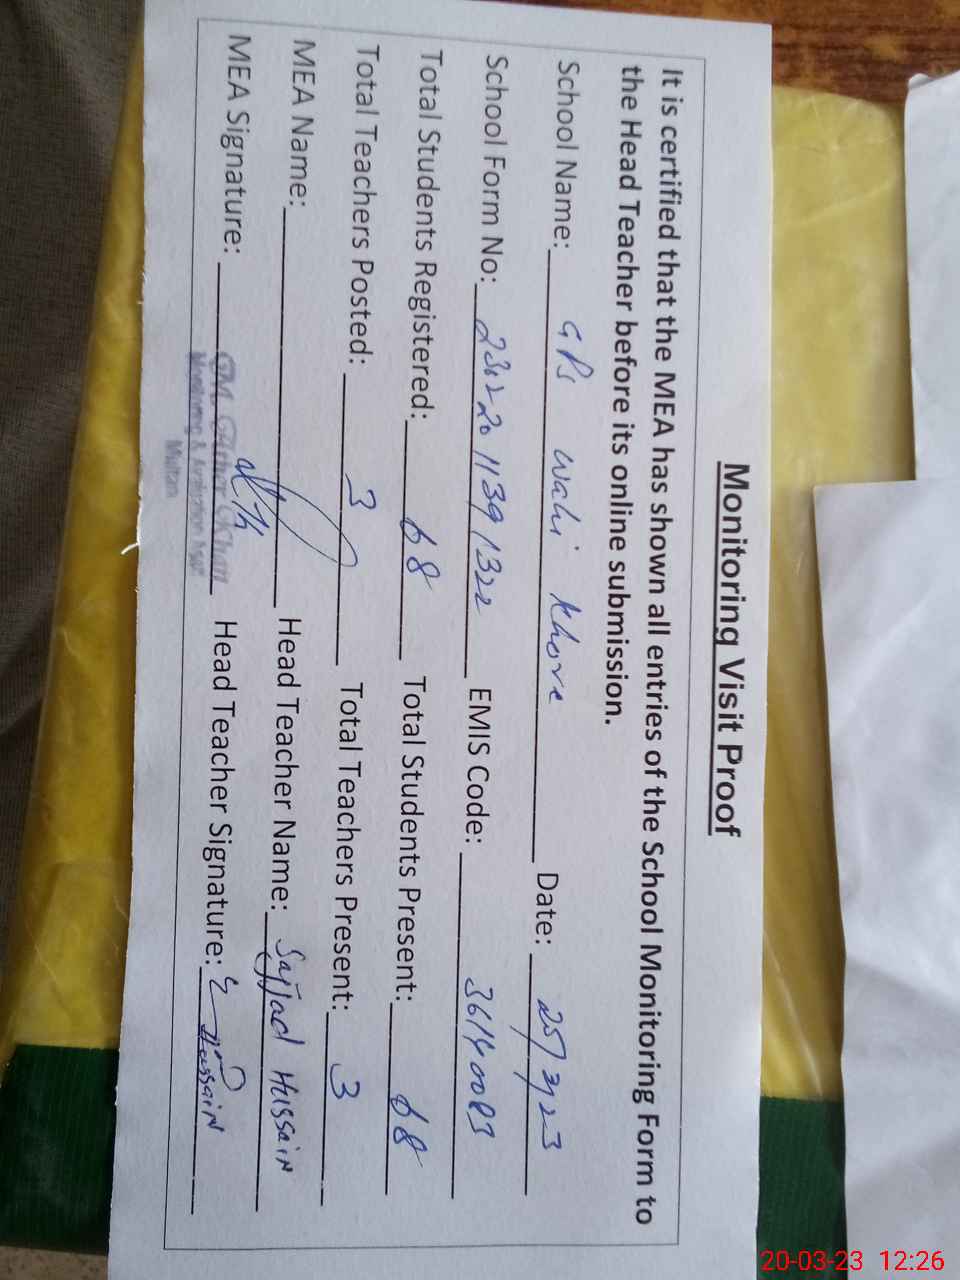 Monitoring Visit Proof
It is certified that the MEA has shown all entries of the School Monitoring Form to
the Head Teacher before its online submission.
School Name: GPS wahi Khore Date: 25/3/23
School Form No: 23022011391322 EMIS Code: 36140083
Total Students Registered: 68 Total Students Present: 68
Total Teachers Posted: 3 Total Teachers Present: 3
MEA Name: Head Teacher Name: Sajjad Hussain
MEA Signature: Head Teacher Signature: Hussain
Monitoring & Multan
20-03-23 12:26